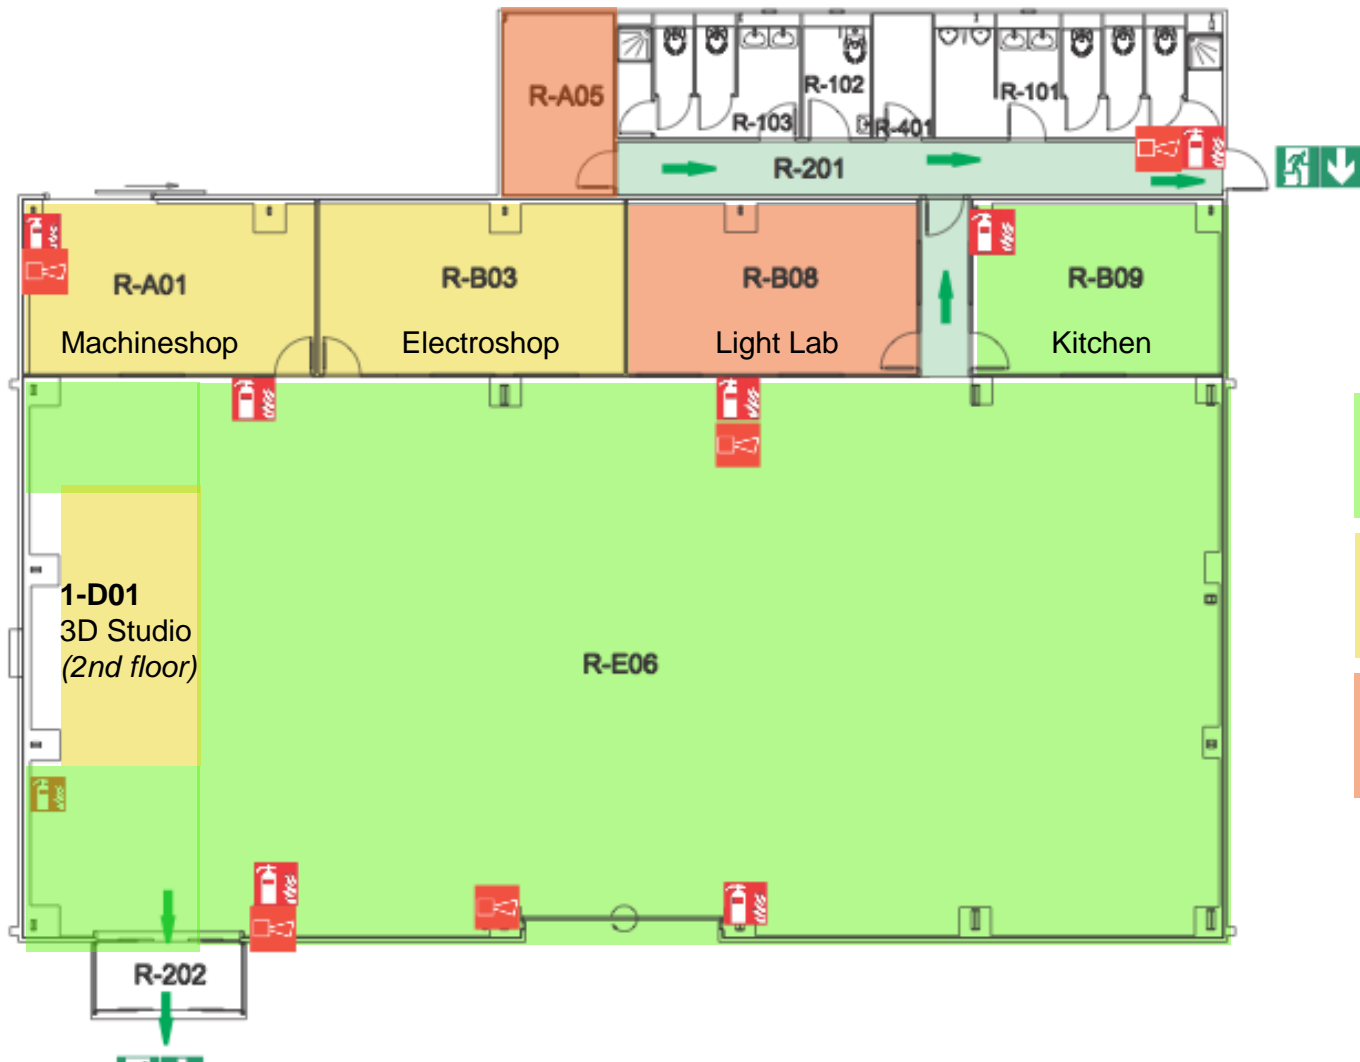 R-A05
R-102
R-101
R-103
R-401
R-201
R-A01
R-B03
R-B08
R-B09
Machineshop
Electroshop
Light Lab
Kitchen
1-D01
3D Studio
(2nd floor)
R-E06
R-202